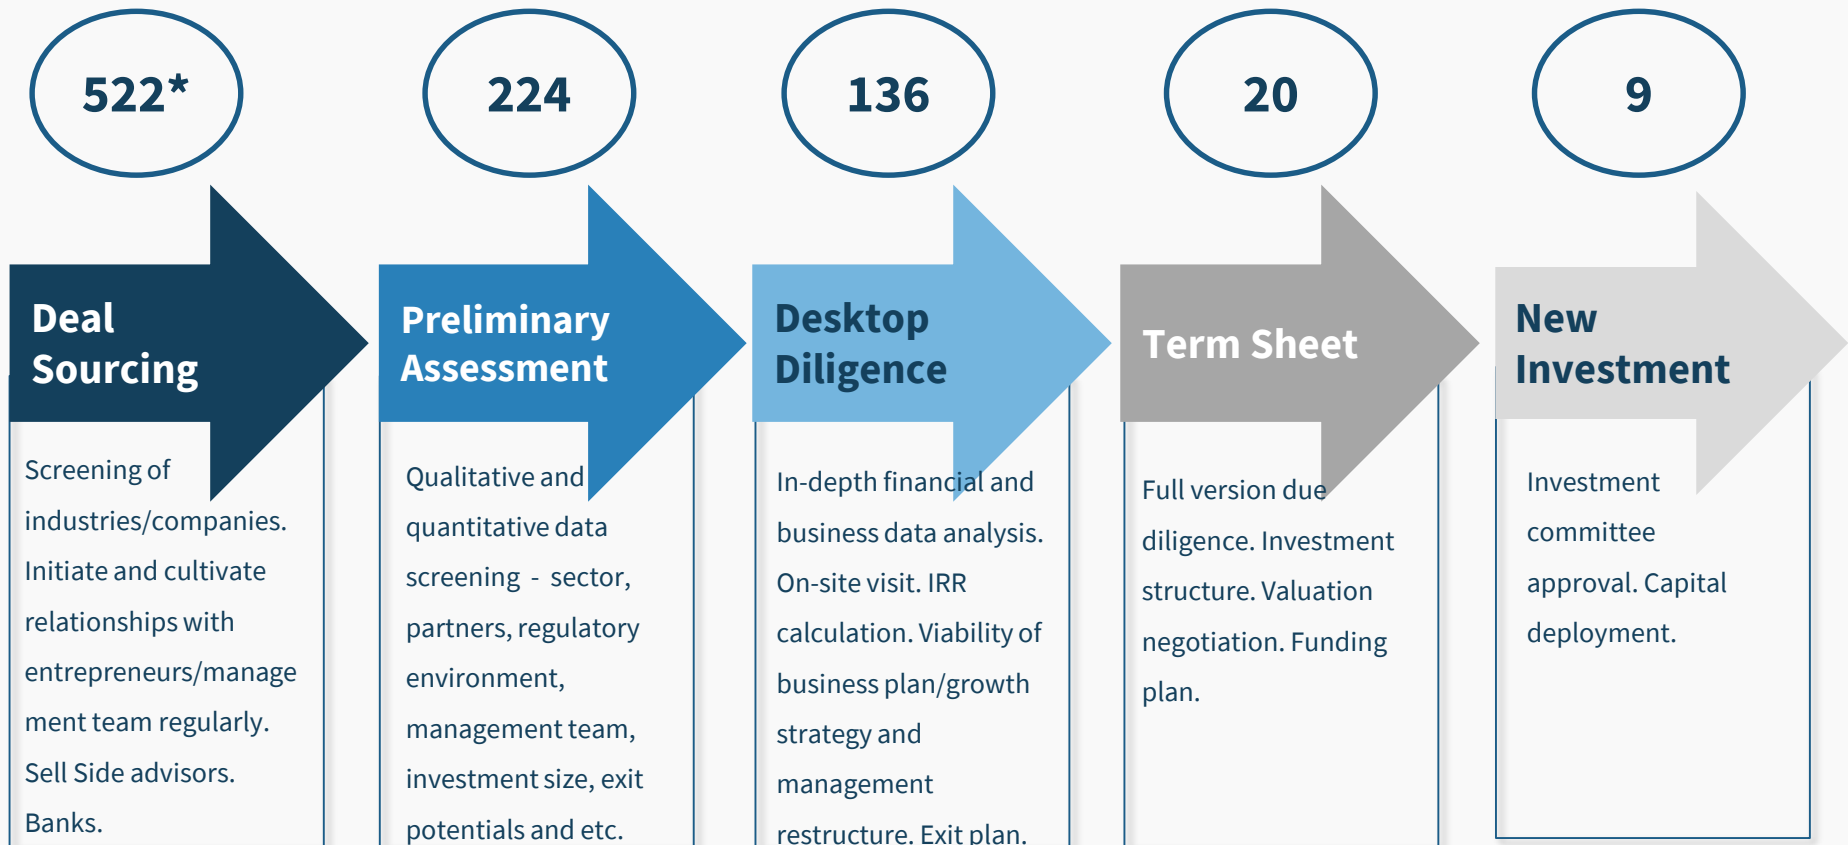 522*
224
136
20
9
Deal
Sourcing
Preliminary
Assessment
Desktop
Diligence
Term Sheet
New
Investment
Screening of
industries/companies.
Initiate and cultivate
relationships with
entrepreneurs/manage
ment team regularly.
Sell Side advisors.
Banks.
Qualitative and
quantitative data
screening - sector,
partners, regulatory
environment,
management team,
investment size, exit
potentials and etc.
In-depth financial and
business data analysis.
On-site visit. IRR
calculation. Viability of
business plan/growth
strategy and
management
restructure. Exit plan.
Full version due
diligence. Investment
structure. Valuation
negotiation. Funding
plan.
Investment
committee
approval. Capital
deployment.